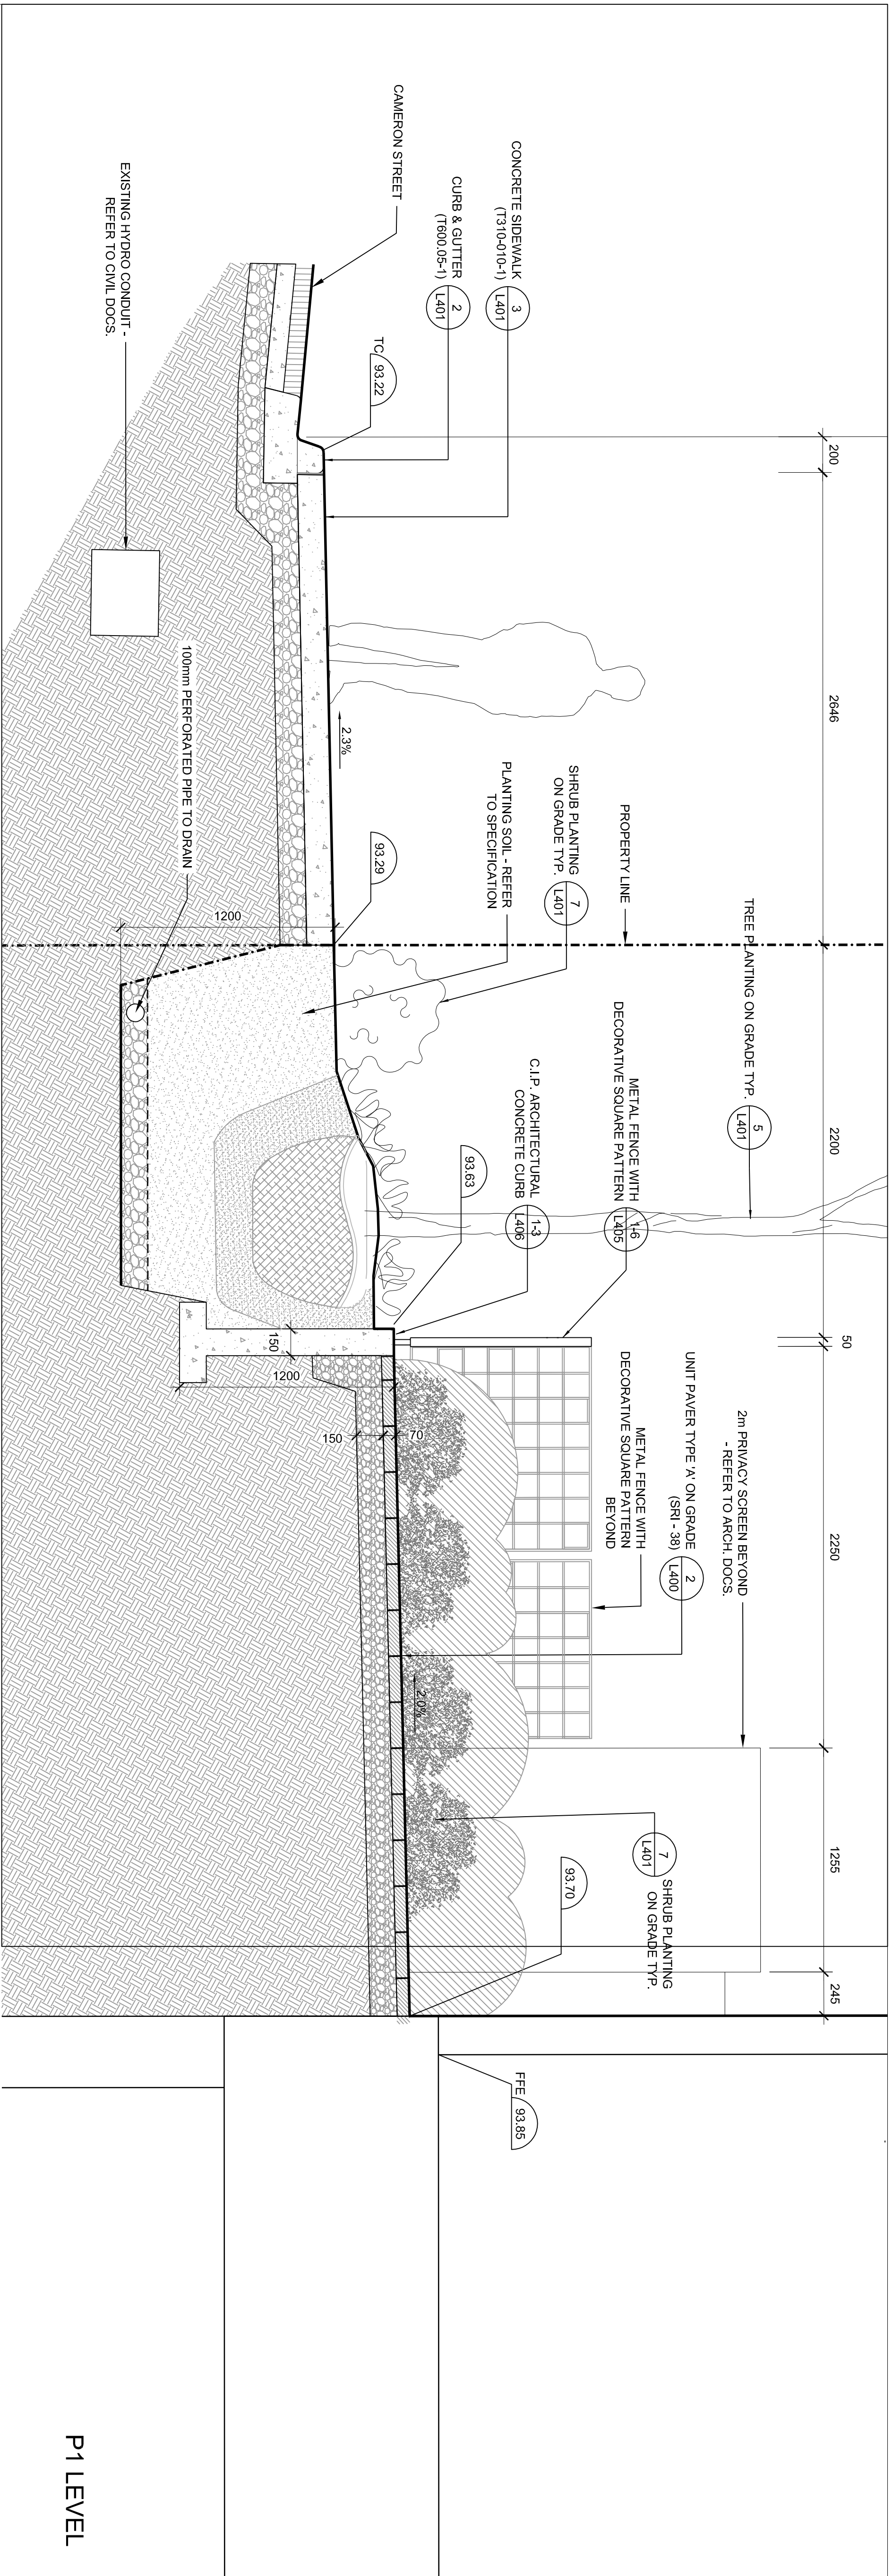 CAMERON STREET
CONCRETE SIDEWALK
(T310-010-1)
3
L401
CURB & GUTTER
(T600.05-1)
2
L401
EXISTING HYDRO CONDUIT -
REFER TO CIVIL DOCS.
TC
93.22
200
2646
2.3%
100mm PERFORATED PIPE TO DRAIN
93.29
1200
PLANTING SOIL - REFER
TO SPECIFICATION
SHRUB PLANTING
ON GRADE TYP.
7
L401
PROPERTY LINE
TREE PLANTING ON GRADE TYP.
5
L401
2200
METAL FENCE WITH
DECORATIVE SQUARE PATTERN
1-6
L405
C.I.P. ARCHITECTURAL
CONCRETE CURB
1-3
L406
93.63
50
150
1200
150
70
METAL FENCE WITH
DECORATIVE SQUARE PATTERN
BEYOND
UNIT PAVER TYPE 'A' ON GRADE
(SRI - 38)
2
L400
2m PRIVACY SCREEN BEYOND
- REFER TO ARCH. DOCS.
2250
2.0%
7
L401
SHRUB PLANTING
ON GRADE TYP.
1255
93.70
245
FFE
93.85
P1 LEVEL